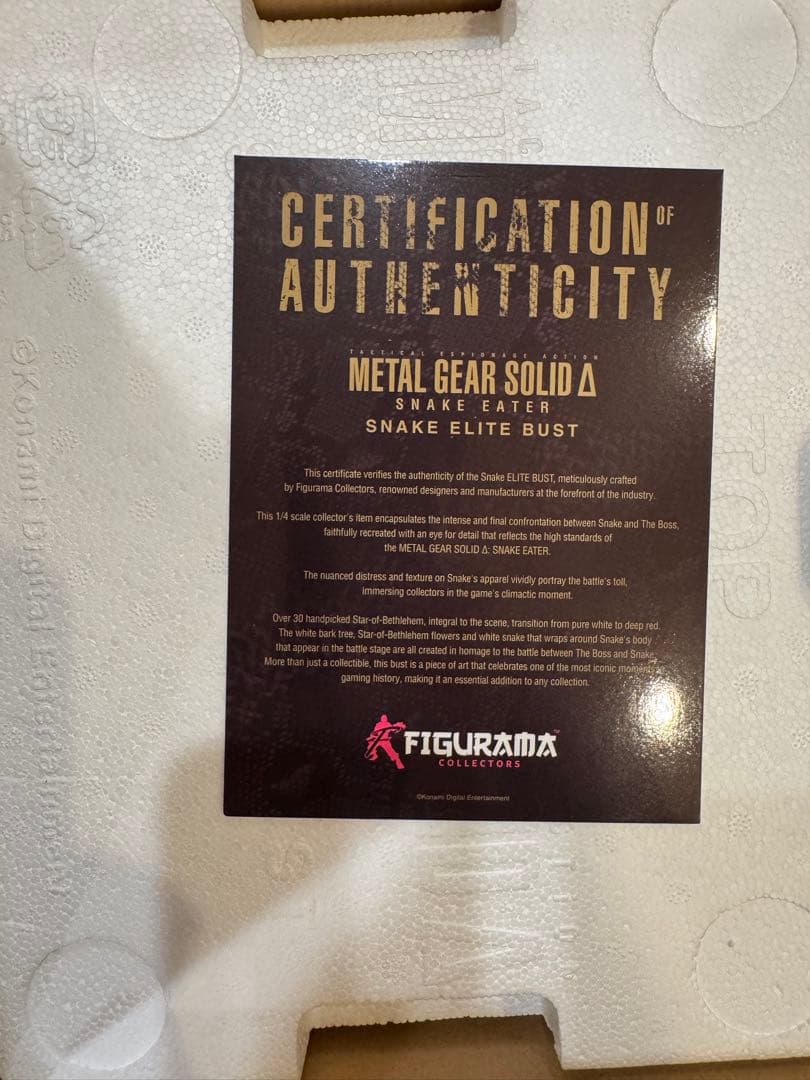 CERTIFICATION OF
AUTHENTICITY
TACTICAL ESPIONAGE ACTION
METAL GEAR SOLID Δ
SNAKE EATER
SNAKE ELITE BUST
This certificate verifies the authenticity of the Snake ELITE BUST, meticulously crafted
by Figurama Collectors, renowned designers and manufacturers at the forefront of the industry.
This 1/4 scale collector's item encapsulates the intense and final confrontation between Snake and The Boss,
faithfully recreated with an eye for detail that reflects the high standards of
the METAL GEAR SOLID Δ: SNAKE EATER.
The nuanced distress and texture on Snake's apparel vividly portray the battle's toll,
immersing collectors in the game's climactic moment.
Over 30 handpicked Star-of-Bethlehem, integral to the scene, transition from pure white to deep red.
The white bark tree, Star-of-Bethlehem flowers and white snake that wraps around Snake's body
that appear in the battle stage are all created in homage to the battle between The Boss and Snake.
More than just a collectible, this bust is a piece of art that celebrates one of the most iconic moments
gaming history, making it an essential addition to any collection.
FIGURAMA
COLLECTORS
©Konami Digital Entertainment
©Konami Digital Entertainment
TOP